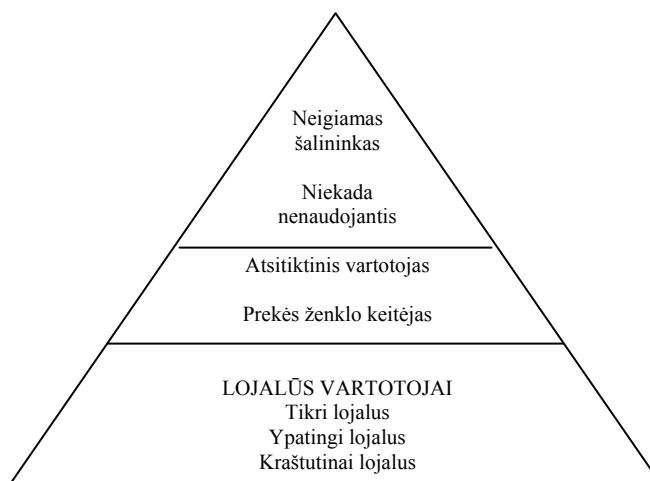 Neigiamas
šalininkas
Niekada
nenaudojantis
Atsitiktinis vartotojas
Prekės ženklo keitėjas
LOJALŪS VARTOTOJAI
Tikri lojalus
Ypatingi lojalus
Kraštutinai lojalus